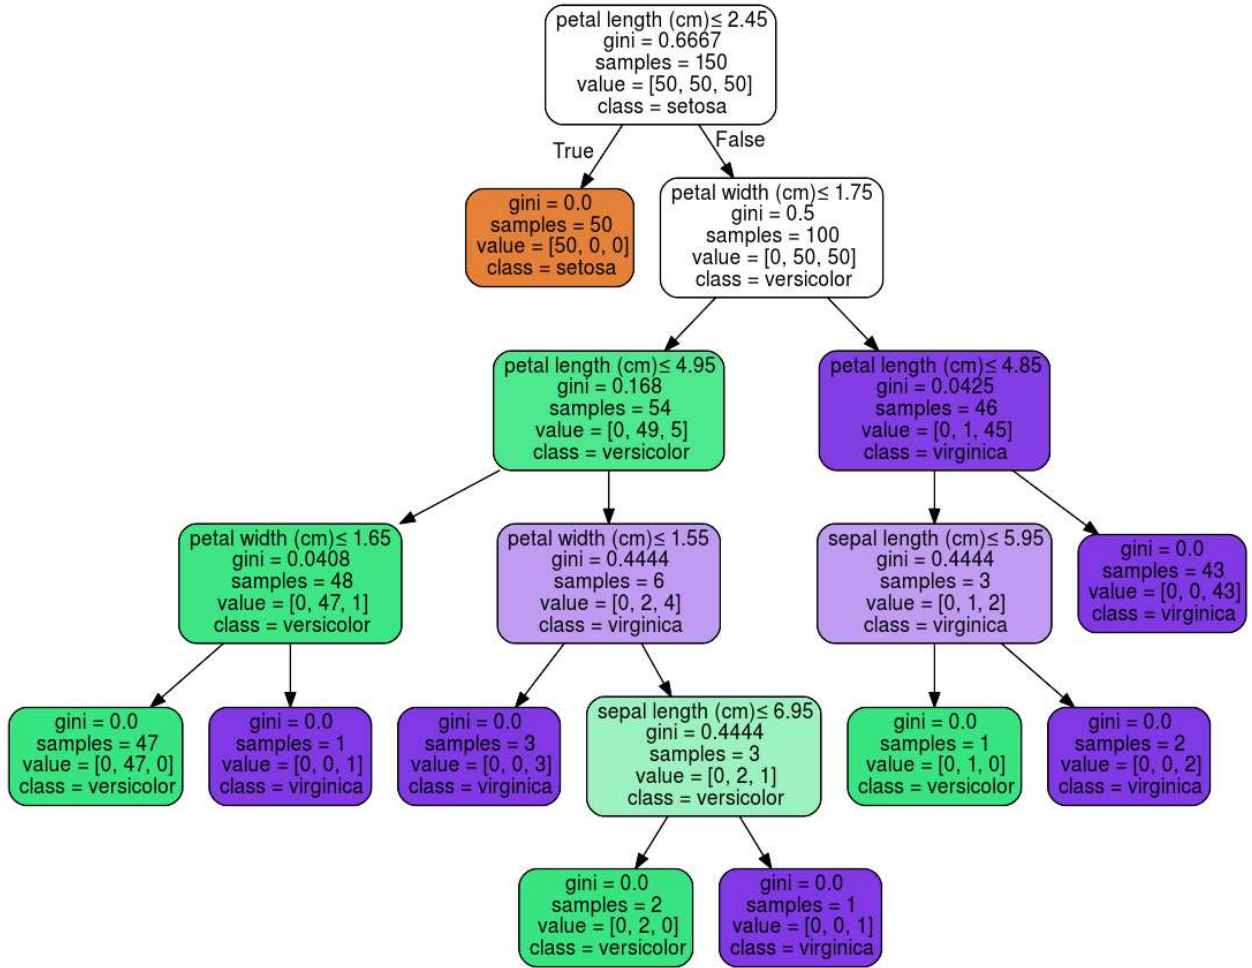 petal length (cm)≤ 2.45
gini = 0.6667
samples = 150
value = [50, 50, 50]
class = setosa
True
False
gini = 0.0
samples = 50
value = [50, 0, 0]
class = setosa
petal width (cm)≤ 1.75
gini = 0.5
samples = 100
value = [0, 50, 50]
class = versicolor
petal length (cm)≤ 4.95
gini = 0.168
samples = 54
value = [0, 49, 5]
class = versicolor
petal length (cm)≤ 4.85
gini = 0.0425
samples = 46
value = [0, 1, 45]
class = virginica
petal width (cm)≤ 1.65
gini = 0.0408
samples = 48
value = [0, 47, 1]
class = versicolor
petal width (cm)≤ 1.55
gini = 0.4444
samples = 6
value = [0, 2, 4]
class = virginica
sepal length (cm)≤ 5.95
gini = 0.4444
samples = 3
value = [0, 1, 2]
class = virginica
gini = 0.0
samples = 43
value = [0, 0, 43]
class = virginica
gini = 0.0
samples = 47
value = [0, 47, 0]
class = versicolor
gini = 0.0
samples = 1
value = [0, 0, 1]
class = virginica
gini = 0.0
samples = 3
value = [0, 0, 3]
class = virginica
sepal length (cm)≤ 6.95
gini = 0.4444
samples = 3
value = [0, 2, 1]
class = versicolor
gini = 0.0
samples = 1
value = [0, 1, 0]
class = versicolor
gini = 0.0
samples = 2
value = [0, 0, 2]
class = virginica
gini = 0.0
samples = 2
value = [0, 2, 0]
class = versicolor
gini = 0.0
samples = 1
value = [0, 0, 1]
class = virginica